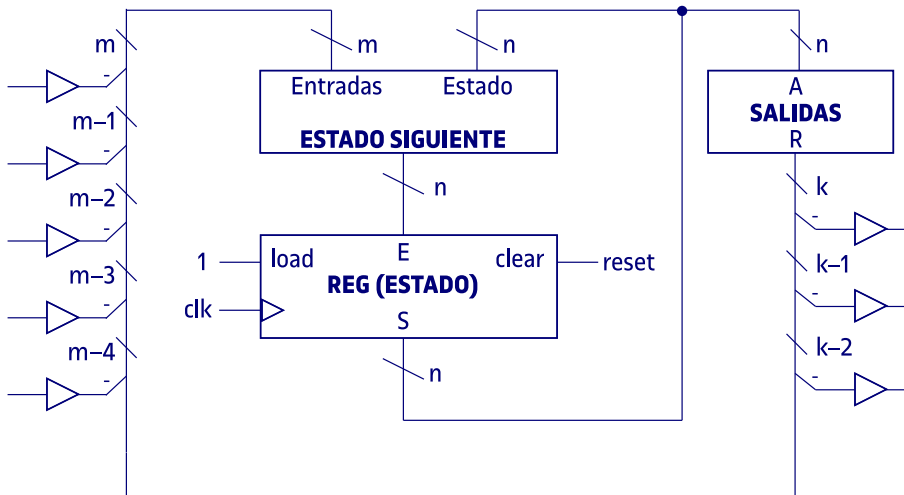 m
m
n
n
Entradas
Estado
A
SALIDAS
R
ESTADO SIGUIENTE
m–1
m–2
n
k
1
load
E
clear
reset
REG (ESTADO)
m–3
k–1
clk
S
m–4
n
k–2
-
-
-
-
-
-
-
-